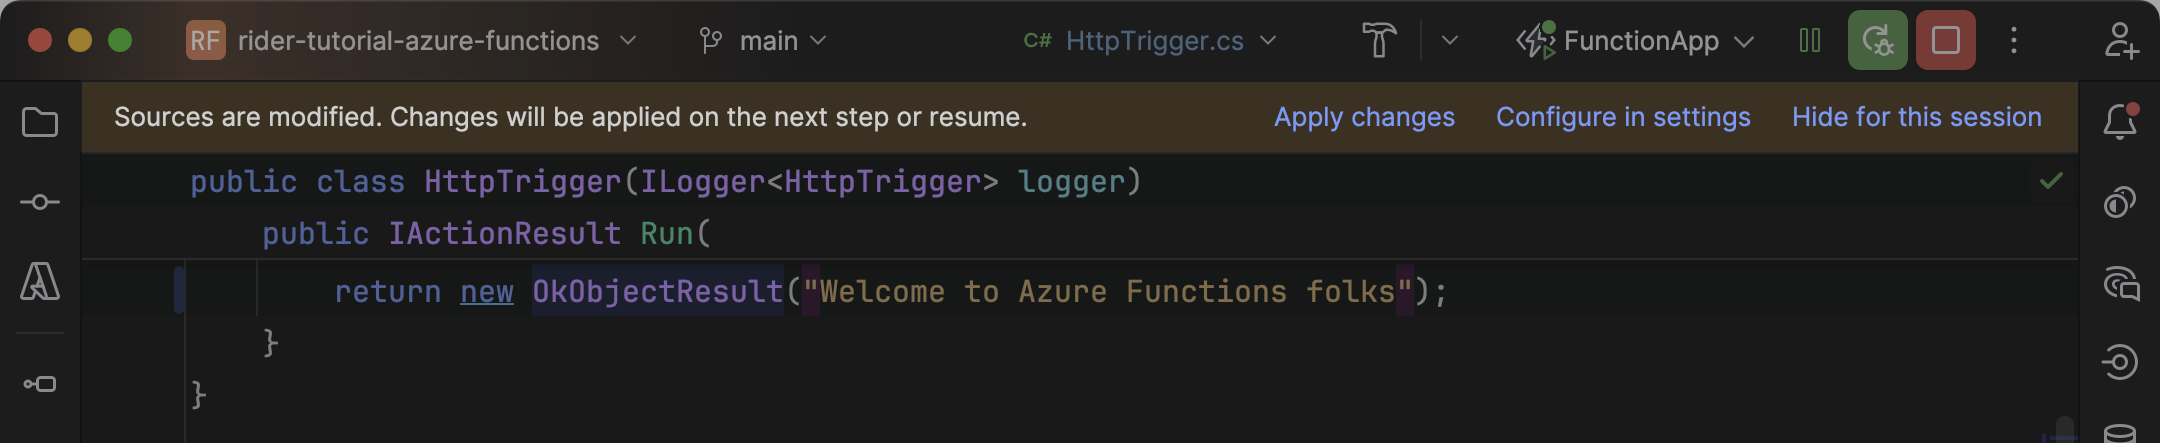 RF rider-tutorial-azure-functions main C# HttpTrigger.cs FunctionApp
Sources are modified. Changes will be applied on the next step or resume. Apply changes Configure in settings Hide for this session
public class HttpTrigger(ILogger<HttpTrigger> logger)
public IActionResult Run(
return new OkObjectResult("Welcome to Azure Functions folks");
}
}